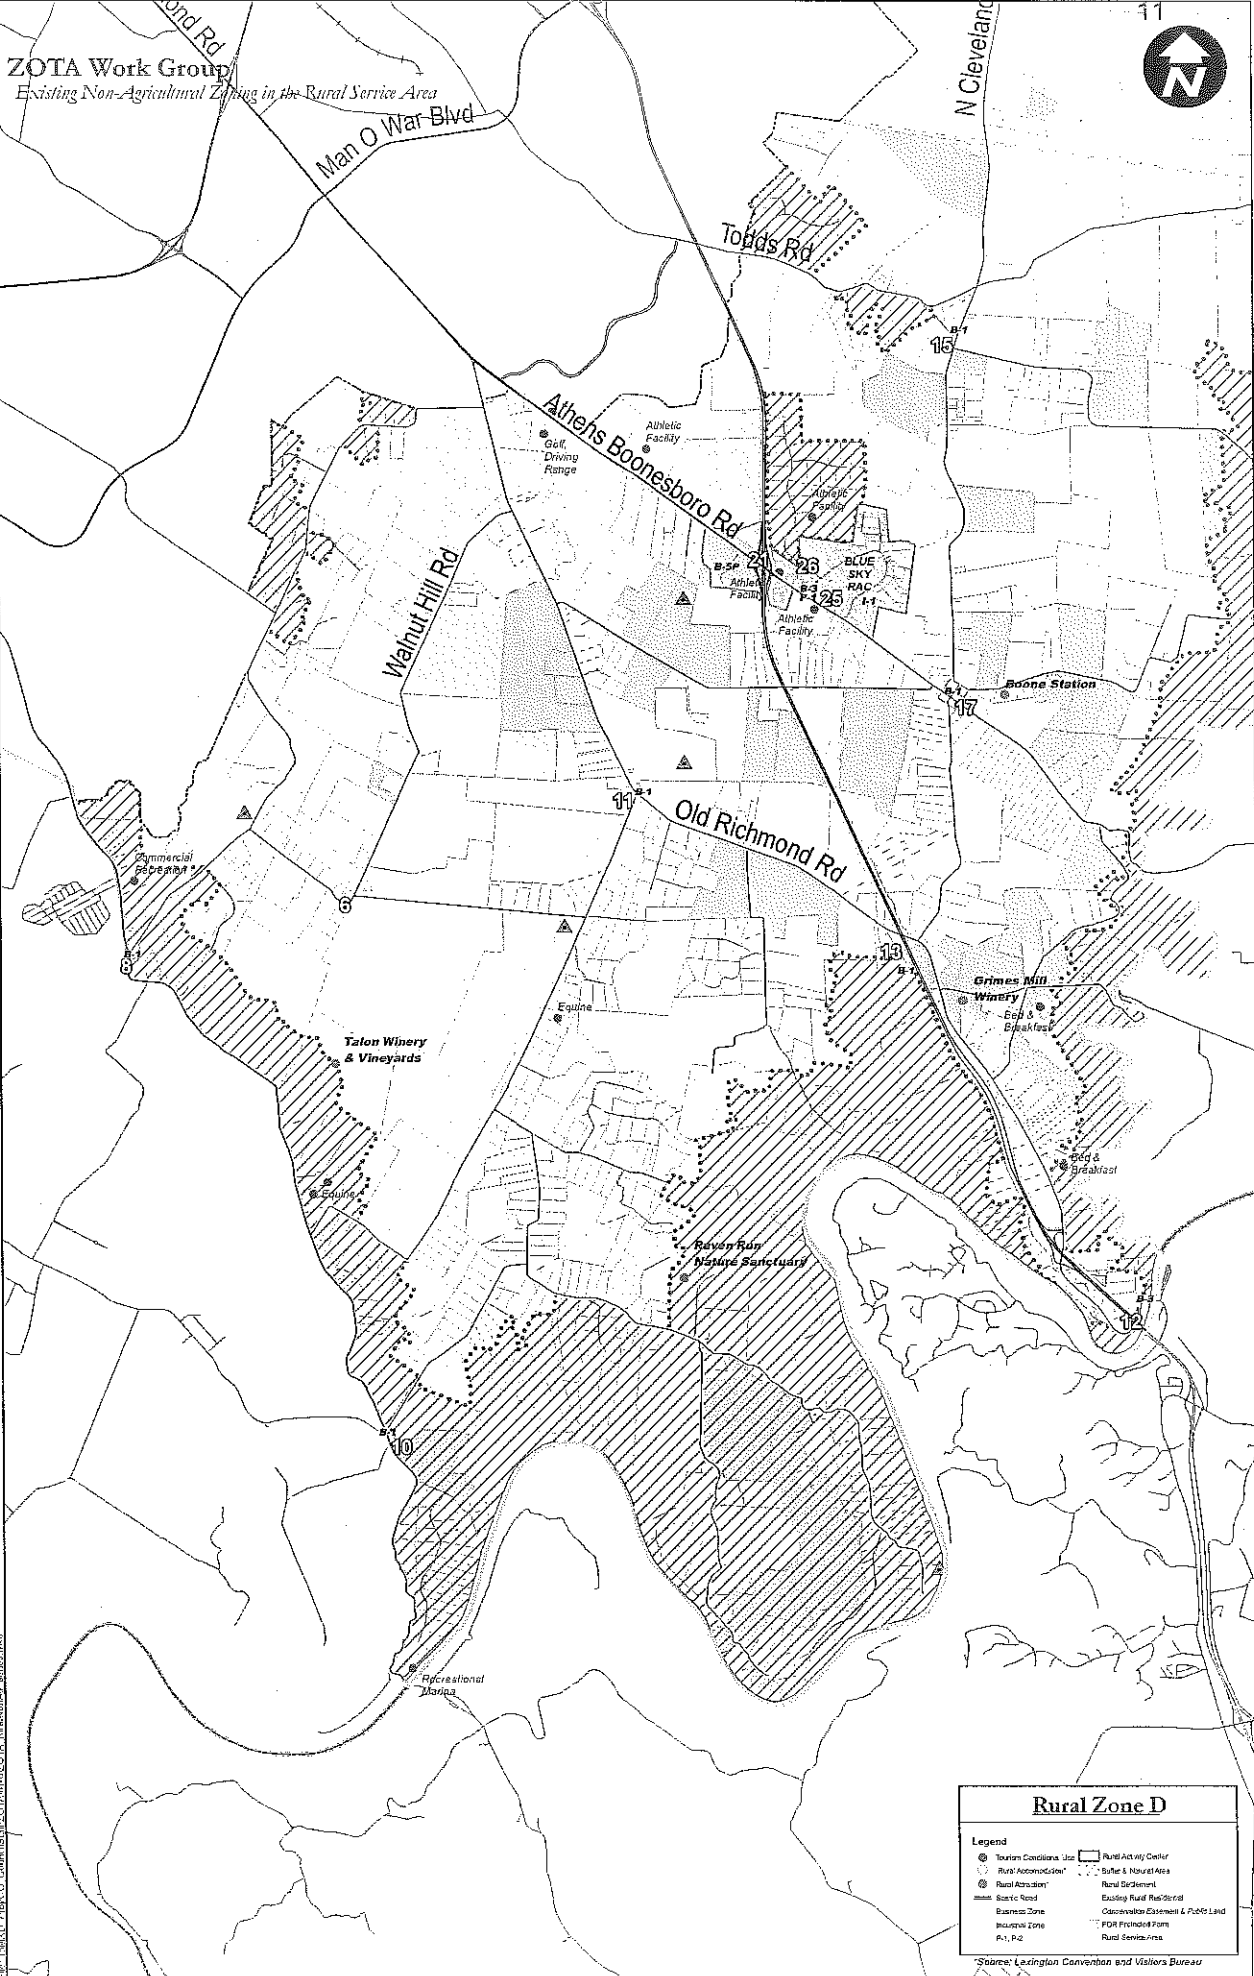 11
ond Rd
N Cleveland
N
ZOTA Work Group
Existing Non-Agricultural Zoning in the Rural Service Area
Man O War Blvd
Todds Rd
B-1
15
Athens Boonesboro Rd
Athletic
Facility
Golf,
Driving
Range
Athletic
Facility
Walnut Hill Rd
21
26
B-5P
Athletic
Facility
BLUE
SKY
RAC
I-1
B-3
P-1
25
Athletic
Facility
Boone Station
B-1
17
11
B-1
Old Richmond Rd
Commercial
Recreation
6
B-1
8
13
B-1
Grimes Mill
Winery
Bed &
Breakfast
Equine
Talon Winery
& Vineyards
Bed &
Breakfast
Equine
Raven Run
Nature Sanctuary
B-3
12
B-1
10
Recreational
Marina
Rural Zone D
Legend
Tourism Conditional Use
Rural Accomodation*
Rural Attraction*
Scenic Road
Business Zone
Industrial Zone
P-1, P-2
Rural Activity Center
Buffer & Natural Area
Rural Settlement
Existing Rural Residential
Conservation Easement & Public Land
PDR Protected Farm
Rural Service Area
*Source: Lexington Convention and Visitors Bureau